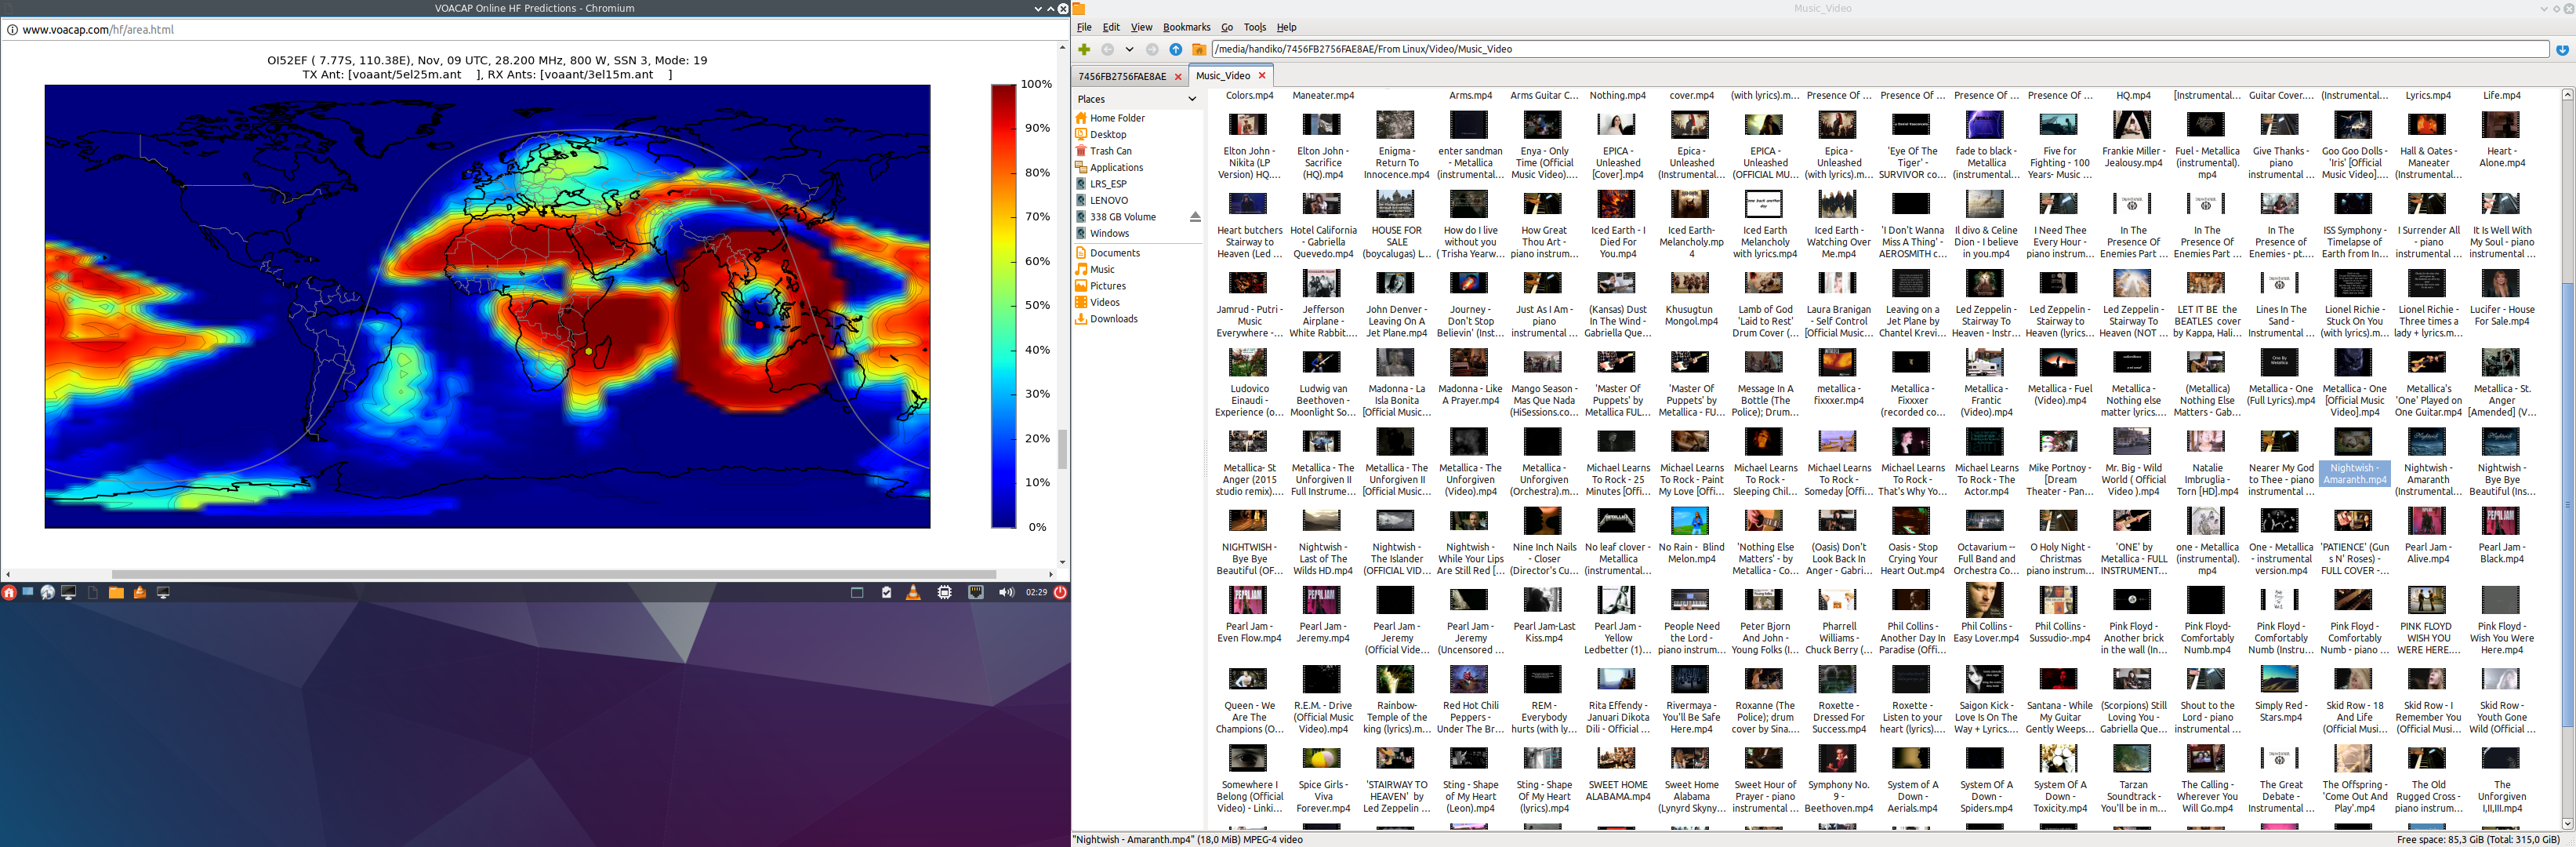 VOACAP Online HF Predictions - Chromium
www.voacap.com/hf/area.html
OI52EF ( 7.77S, 110.38E), Nov, 09 UTC, 28.200 MHz, 800 W, SSN 3, Mode: 19
TX Ant: [voaant/5el25m.ant ], RX Ants: [voaant/3el15m.ant ]
100%
90%
80%
70%
60%
50%
40%
30%
20%
10%
0%
02:29
Music_Video
File Edit View Bookmarks Go Tools Help
/media/handiko/7456FB2756FAE8AE/From Linux/Video/Music_Video
7456FB2756FAE8AE Music_Video
Places
Home Folder
Desktop
Trash Can
Applications
LRS_ESP
LENOVO
338 GB Volume
Windows
Documents
Music
Pictures
Videos
Downloads
Colors.mp4 Maneater.mp4 Arms.mp4 Arms Guitar C... Nothing.mp4 cover.mp4 (with lyrics).m... Presence Of ... Presence Of ... Presence Of ... Presence Of ... HQ.mp4 [Instrumental... Guitar Cover.... (Instrumental... Lyrics.mp4 Life.mp4
Elton John - Elton John - Enigma - enter sandman Enya - Only EPICA - Epica - EPICA - Epica - 'Eye Of The fade to black - Five for Frankie Miller - Fuel - Metallica Give Thanks - Goo Goo Dolls - Hall & Oates - Heart -
Nikita (LP Sacrifice Return To - Metallica Time (Official Unleashed Unleashed Unleashed Unleashed Tiger' - Metallica Fighting - 100 Jealousy.mp4 (instrumental). piano 'Iris' [Official Maneater Alone.mp4
Version) HQ.... (HQ).mp4 Innocence.mp4 (instrumental... Music Video).... [Cover].mp4 (Instrumental... (OFFICIAL MU... (with lyrics).m... SURVIVOR co... (instrumental... Years- Music ... mp4 instrumental ... Music Video].... (Instrumental...
Heart butchers Hotel California HOUSE FOR How do I live How Great Iced Earth - I Iced Earth- Iced Earth Iced Earth - 'I Don't Wanna Il divo & Celine I Need Thee In The In The In The ISS Symphony - I Surrender All It Is Well With
Stairway to - Gabriella SALE without you Thou Art - Died For Melancholy.mp Melancholy Watching Over Miss A Thing' - Dion - I believe Every Hour - Presence Of Presence Of Presence of Timelapse of - piano My Soul - piano
Heaven (Led ... Quevedo.mp4 (boycalugas) L... ( Trisha Yearw... piano instrum... You.mp4 4 with lyrics.mp4 Me.mp4 AEROSMITH c... in you.mp4 piano instrum... Enemies Part ... Enemies Part ... Enemies - pt.... Earth from In... instrumental ... instrumental ...
Jamrud - Putri - Jefferson John Denver - Journey - Just As I Am - (Kansas) Dust Khusugtun Lamb of God Laura Branigan Leaving on a Led Zeppelin - Led Zeppelin - Led Zeppelin - LET IT BE the Lines In The Lionel Richie - Lionel Richie - Lucifer - House
Music Airplane - Leaving On A Don't Stop piano In The Wind - Mongol.mp4 'Laid to Rest' - Self Control Jet Plane by Stairway To Stairway to Stairway To BEATLES cover Sand - Stuck On You Three times a For Sale.mp4
Everywhere -... White Rabbit.... Jet Plane.mp4 Believin' (Inst... instrumental ... Gabriella Que... Drum Cover (... [Official Music... Chantel Krevi... Heaven - Instr... Heaven (lyrics... Heaven (NOT ... by Kappa, Hali... Instrumental ... (with lyrics).m... lady + lyrics.m...
Ludovico Ludwig van Madonna - La Madonna - Like Mango Season - 'Master Of 'Master Of Message In A metallica - Metallica - Metallica - Metallica - Fuel Metallica - (Metallica) Metallica - One Metallica - One Metallica's Metallica - St.
Einaudi - Beethoven - Isla Bonita A Prayer.mp4 Mas Que Nada Puppets' by Puppets' by Bottle (The fixxxer.mp4 Fixxxer Frantic (Video).mp4 Nothing else Nothing Else (Full Lyrics).mp4 [Official Music 'One' Played on Anger
Experience (o... Moonlight So... [Official Music... (HiSessions.co... Metallica FUL... Metallica - FU... Police); Drum... (recorded co... (Video).mp4 matter lyrics.... Matters - Gab... Video].mp4 One Guitar.mp4 [Amended] (V...
Metallica- St Metallica - The Metallica - The Metallica - The Metallica - Michael Learns Michael Learns Michael Learns Michael Learns Michael Learns Michael Learns Mike Portnoy - Mr. Big - Wild Natalie Nearer My God Nightwish - Nightwish - Nightwish -
Anger (2015 Unforgiven II Unforgiven II Unforgiven Unforgiven To Rock - 25 To Rock - Paint To Rock - To Rock - To Rock - To Rock - The [Dream World ( Official Imbruglia - to Thee - piano Amaranth.mp4 Amaranth Bye Bye
studio remix).... Full Instrume... [Official Music... (Video).mp4 (Orchestra).m... Minutes [Offi... My Love [Offi... Sleeping Chil... Someday [Offi... That's Why Yo... Actor.mp4 Theater - Pan... Video ).mp4 Torn [HD].mp4 instrumental ... (Instrumental... Beautiful (Ins...
NIGHTWISH - Nightwish - Nightwish - Nightwish - Nine Inch Nails No leaf clover - No Rain - Blind 'Nothing Else (Oasis) Don't Oasis - Stop Octavarium -- O Holy Night - 'ONE' by one - Metallica One - Metallica 'PATIENCE' (Gun Pearl Jam - Pearl Jam -
Bye Bye Last of The The Islander While Your Lips - Closer Metallica Melon.mp4 Matters' - by Look Back In Crying Your Full Band and Christmas Metallica - FULL (instrumental). - instrumental s N' Roses) - Alive.mp4 Black.mp4
Beautiful (OF... Wilds HD.mp4 (OFFICIAL VID... Are Still Red [... (Director's Cu... (instrumental... Metallica - Co... Anger - Gabri... Heart Out.mp4 Orchestra Co... piano instrum... INSTRUMENT... mp4 version.mp4 FULL COVER -...
Pearl Jam - Pearl Jam - Pearl Jam - Pearl Jam - Pearl Jam-Last Pearl Jam - People Need Peter Bjorn Pharrell Phil Collins - Phil Collins - Phil Collins - Pink Floyd - Pink Floyd- Pink Floyd - Pink Floyd - PINK FLOYD Pink Floyd -
Even Flow.mp4 Jeremy.mp4 Jeremy Jeremy Kiss.mp4 Yellow the Lord - And John - Williams - Another Day In Easy Lover.mp4 Sussudio-.mp4 Another brick Comfortably Comfortably Comfortably WISH YOU Wish You Were
(Official Vide... (Uncensored ... Ledbetter (1).... piano instrum... Young Folks (I... Chuck Berry (... Paradise (Offi... in the wall (In... Numb.mp4 Numb (Instru... Numb - piano ... WERE HERE.... Here.mp4
Queen - We R.E.M. - Drive Rainbow- Red Hot Chili REM - Rita Effendy - Rivermaya - Roxanne (The Roxette - Roxette - Saigon Kick - Santana - While (Scorpions) Still Shout to the Simply Red - Skid Row - 18 Skid Row - I Skid Row -
Are The (Official Music Temple of the Peppers - Everybody Januari Dikota You'll Be Safe Police); drum Dressed For Listen to your Love Is On The My Guitar Loving You - Lord - piano Stars.mp4 And Life Remember You Youth Gone
Champions (O... Video).mp4 king (lyrics).m... Under The Br... hurts (with ly... Dili - Official ... Here.mp4 cover by Sina.... Success.mp4 heart (lyrics).... Way + Lyrics.... Gently Weeps... Gabriella Que... instrumental ... (Official Musi... (Official Musi... Wild (Official ...
Somewhere I Spice Girls - 'STAIRWAY TO Sting - Shape Sting - Shape SWEET HOME Sweet Home Sweet Hour of Symphony No. System of A System Of A System Of A Tarzan The Calling - The Great The Offspring - The Old The
Belong (Official Viva HEAVEN' by of My Heart Of My Heart ALABAMA.mp4 Alabama Prayer - piano 9 - Down - Down - Down - Soundtrack - Wherever You Debate - 'Come Out And Rugged Cross - Unforgiven
Video) - Linki... Forever.mp4 Led Zeppelin ... (Leon).mp4 (lyrics).mp4 (Lynyrd Skyny... instrumental ... Beethoven.mp4 Aerials.mp4 Spiders.mp4 Toxicity.mp4 You'll be in m... Will Go.mp4 Instrumental ... Play'.mp4 piano instrum... I,II,III.mp4
"Nightwish - Amaranth.mp4" (18,0 MiB) MPEG-4 video
Free space: 85,3 GiB (Total: 315,0 GiB)